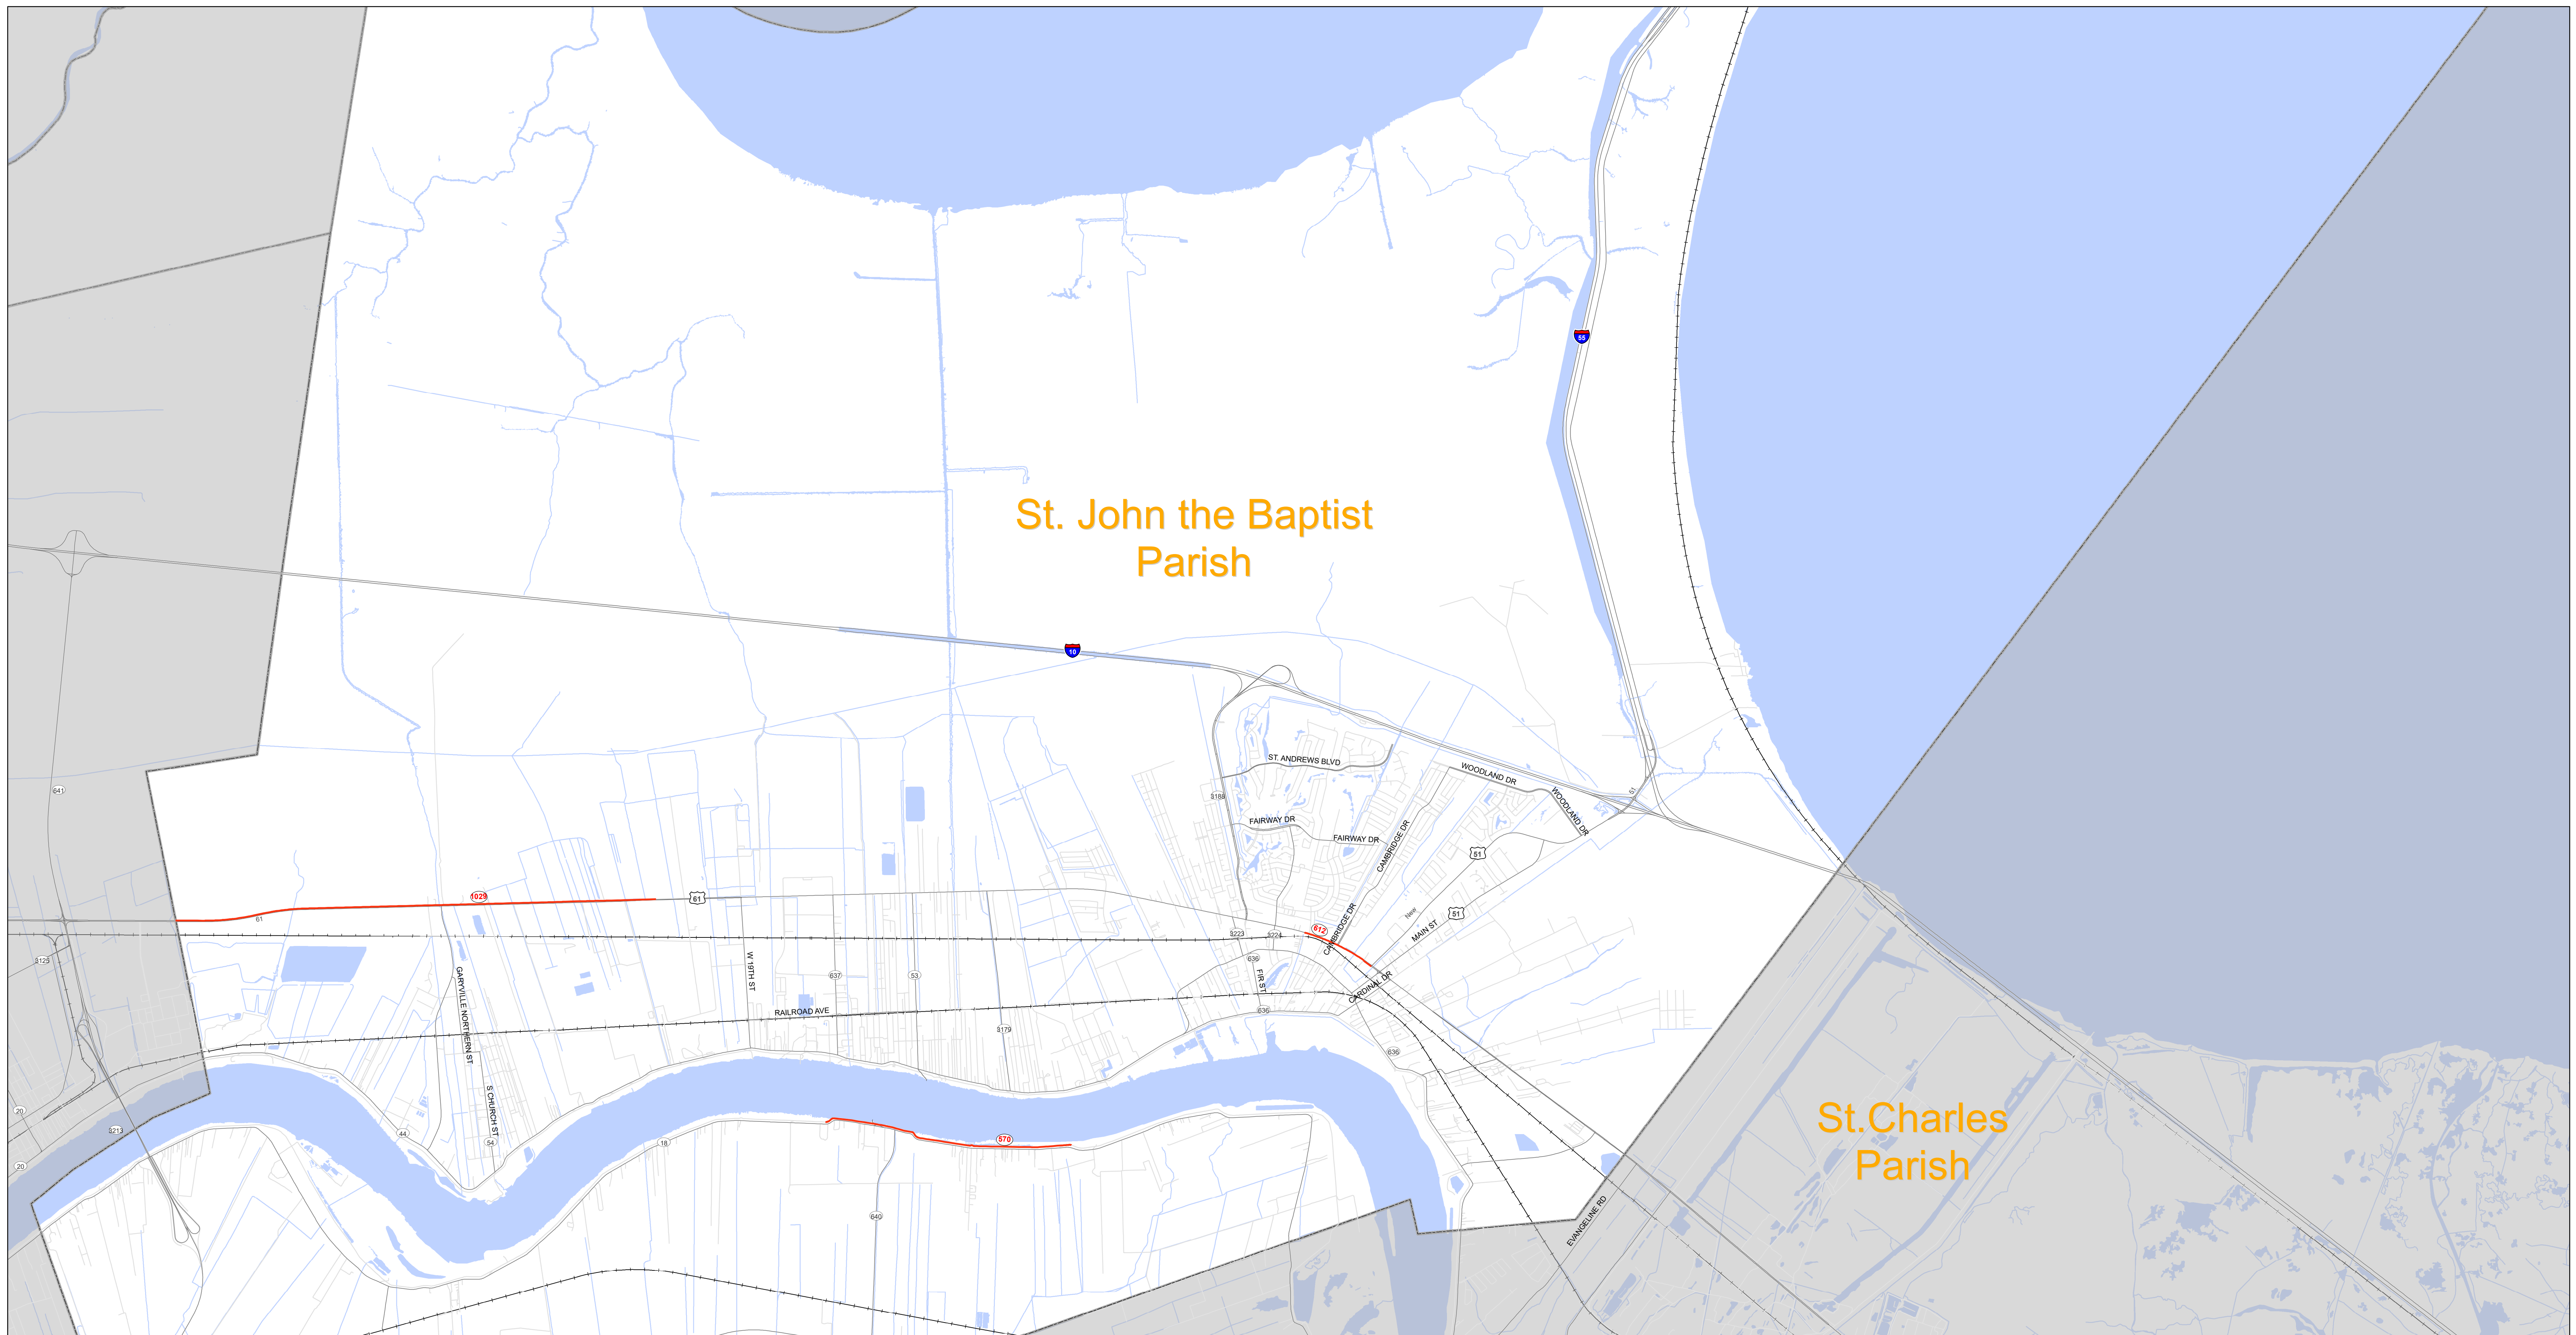 55
St. John the Baptist
Parish
10
ST. ANDREWS BLVD
WOODLAND DR
641
3188
51
WOODLAND DR
FAIRWAY DR
FAIRWAY DR
CAMBRIDGE DR
51
1029
61
61
New
51
612
CAMBRIDGE DR
MAIN ST
3223
3224
3125
636
GARYVILLE NORTHERN ST
W 19TH ST
637
53
FIR ST
CARDINAL DR
RAILROAD AVE
636
3179
636
20
3213
S CHURCH ST
44
54
18
570
St.Charles
Parish
20
640
EVANGELINE RD